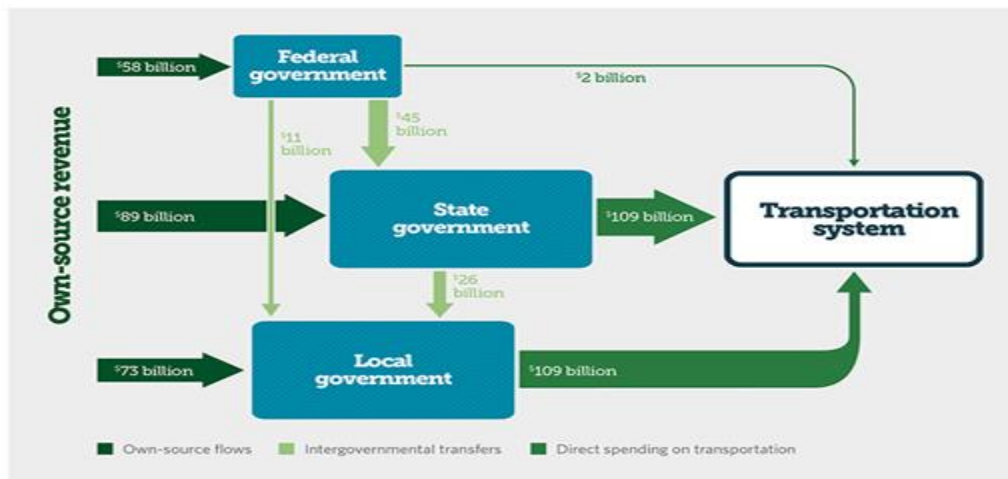 Own-source revenue
$58 billion
Federal
government
$2 billion
$11
billion
$45
billion
$89 billion
State
government
$109 billion
Transportation
system
$26
billion
$73 billion
Local
government
$109 billion
Own-source flows
Intergovernmental transfers
Direct spending on transportation